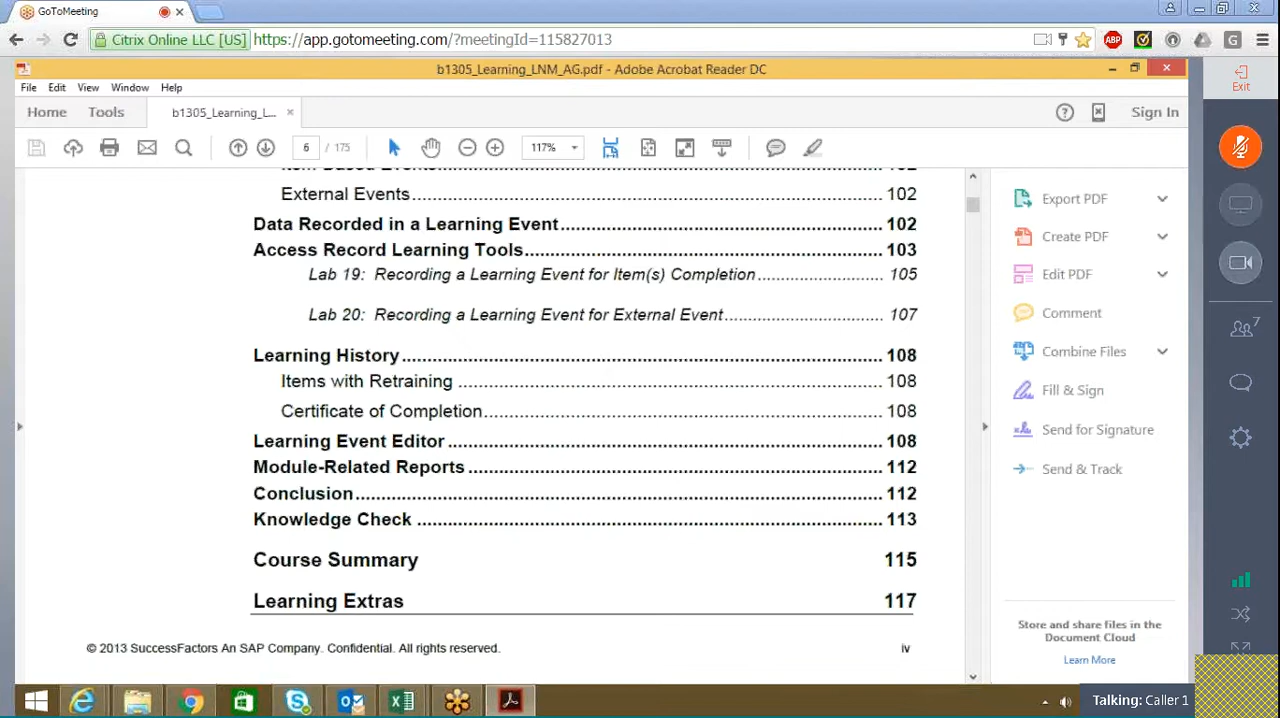 GoToMeeting
Citrix Online LLC [US] https://app.gotomeeting.com/?meetingId=115827013
ABP
G
b1305_Learning_LNM_AG.pdf - Adobe Acrobat Reader DC
File Edit View Window Help
Home Tools b1305_Learning_L... Sign In
6 / 175 117%
External Events 102
Data Recorded in a Learning Event 102
Access Record Learning Tools 103
Lab 19: Recording a Learning Event for Item(s) Completion 105
Lab 20: Recording a Learning Event for External Event 107
Learning History 108
Items with Retraining 108
Certificate of Completion 108
Learning Event Editor 108
Module-Related Reports 112
Conclusion 112
Knowledge Check 113
Course Summary 115
Learning Extras 117
© 2013 SuccessFactors An SAP Company. Confidential. All rights reserved. iv
Export PDF
Create PDF
Edit PDF
Comment
Combine Files
Fill & Sign
Send for Signature
Send & Track
Store and share files in the
Document Cloud
Learn More
Exit
7
Talking: Caller 1